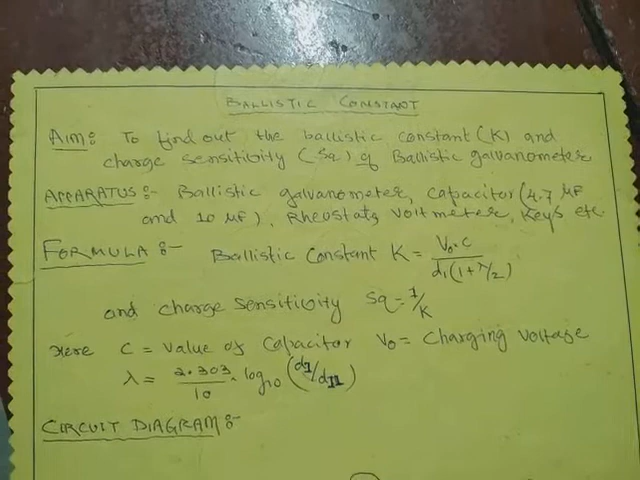 BALLISTIC CONSTANT
AIM:- To find out the ballistic constant (K) and
charge sensitivity (Sq) of Ballistic galvanometer
APPARATUS:- Ballistic galvanometer, Capacitor (4.7 μF
and 10 μF), Rheostats, voltmeter, Keys etc.
FORMULA:- Ballistic Constant K = V₀.C / d₁(1+λ/2)
and charge sensitivity Sq = 1/K
Here C = Value of Capacitor V₀ = Charging Voltage
λ = 2.303/10 . log₁₀ (d₁/d₁₁)
CIRCUIT DIAGRAM:-